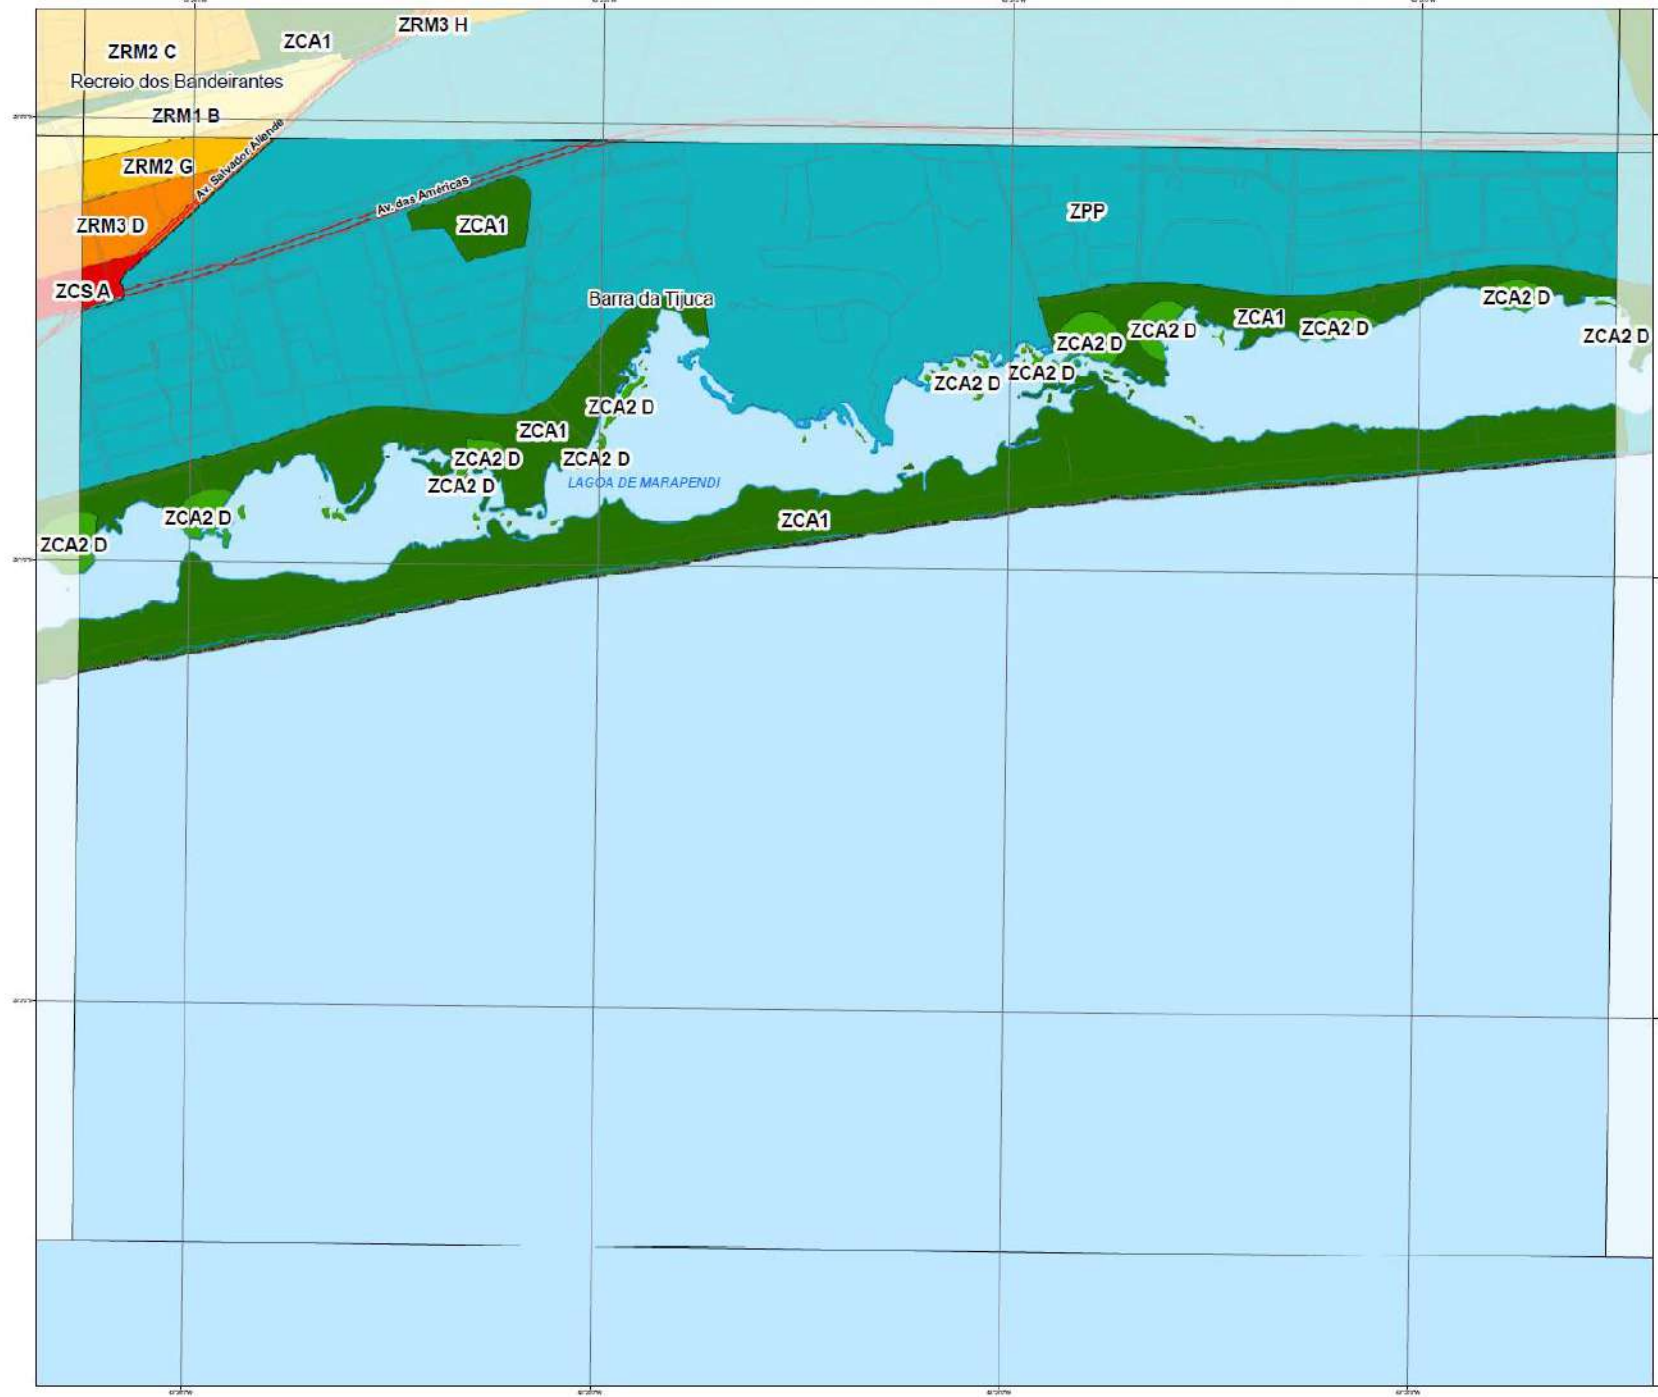 ZRM3 H
ZCA1
ZRM2 C
Recreio dos Bandeirantes
ZRM1 B
Av. Salvador Allende
ZRM2 G
Av. das Américas
ZRM3 D
ZCA1
ZPP
ZCS A
Barra da Tijuca
ZCA2 D
ZCA1
ZCA2 D
ZCA2 D
ZCA2 D
ZCA2 D
ZCA2 D
ZCA2 D
ZCA2 D
ZCA2 D
ZCA1
ZCA2 D
ZCA2 D
ZCA2 D
LAGOA DE MARAPENDI
ZCA2 D
ZCA1
ZCA2 D